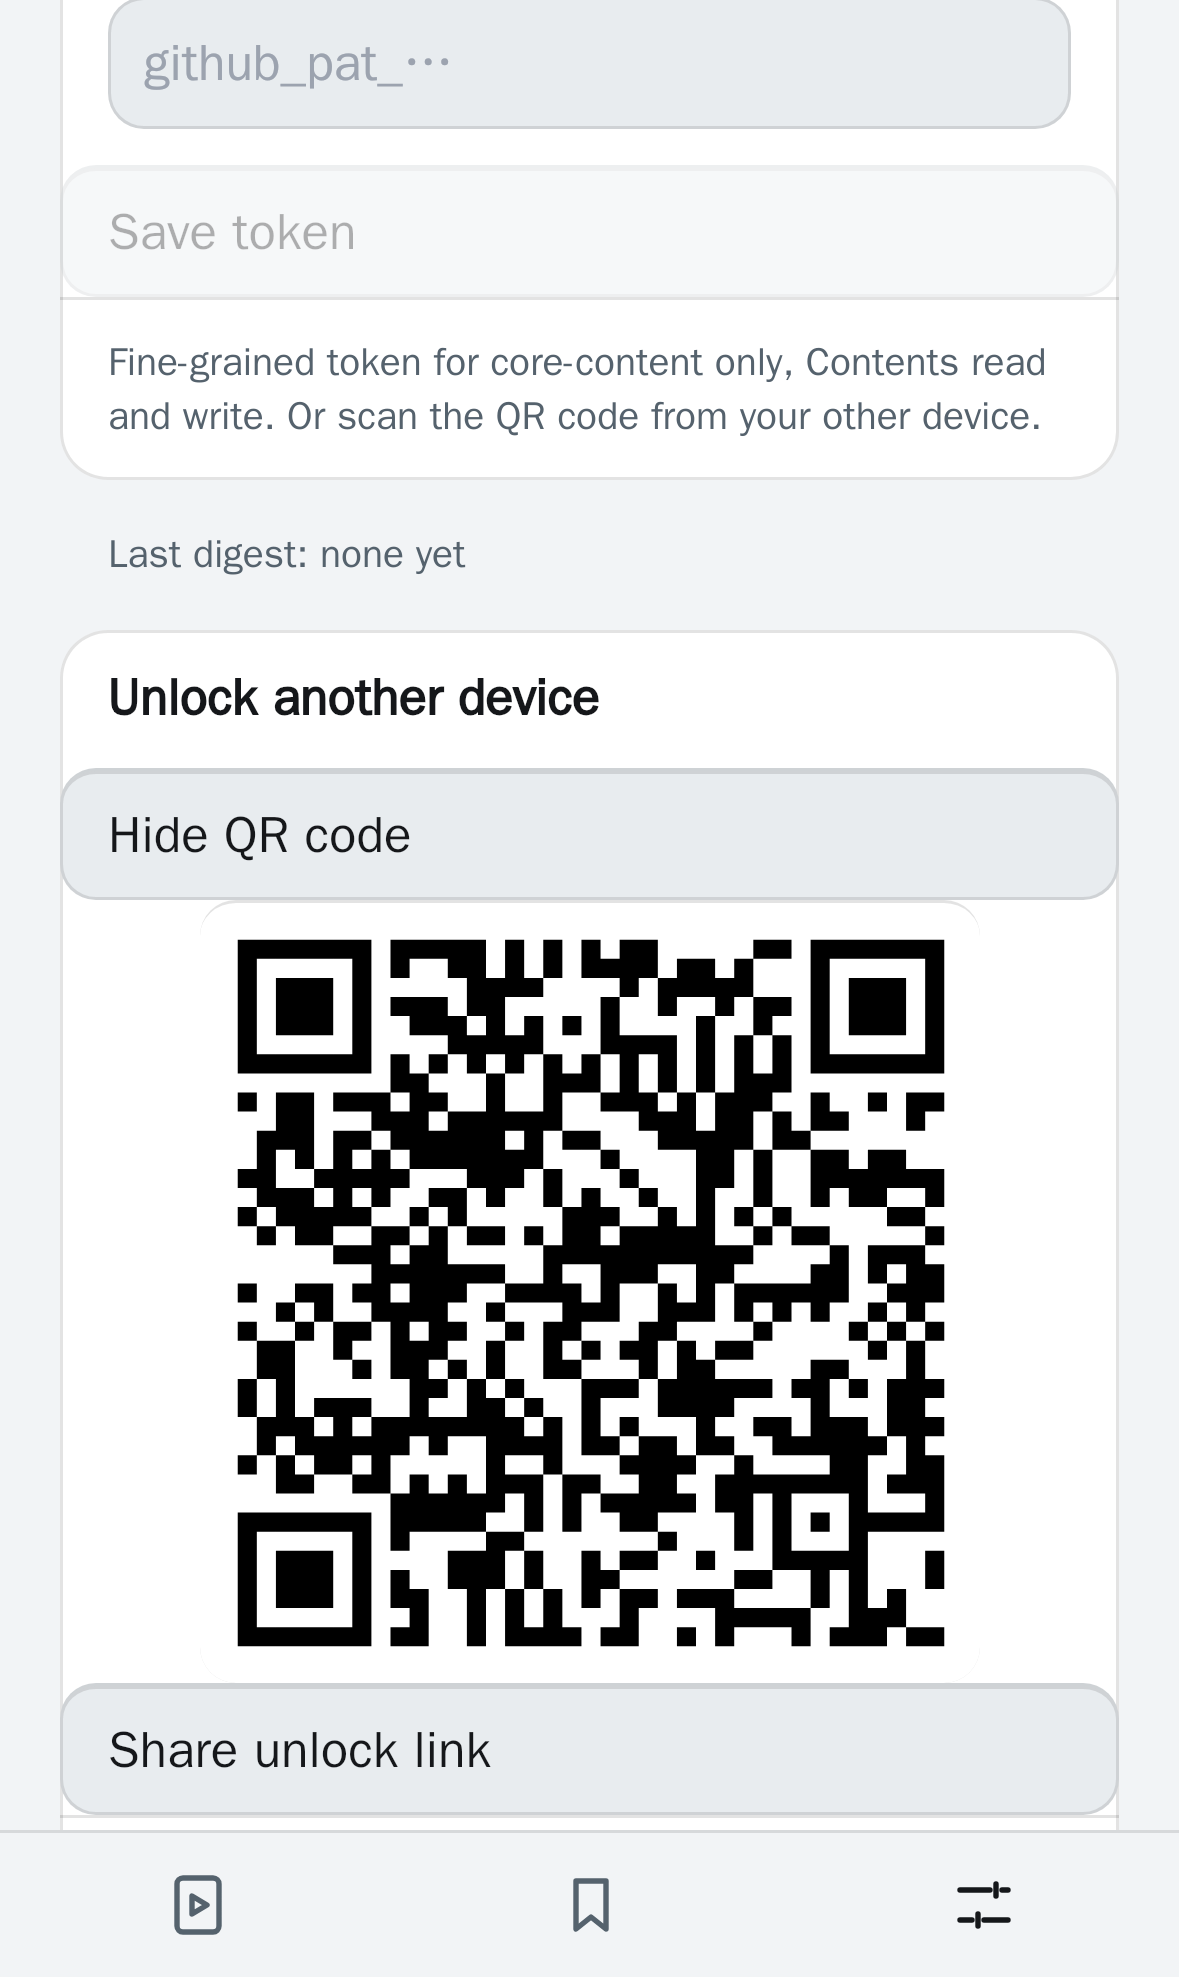 github_pat_…
Save token
Fine-grained token for core-content only, Contents read
and write. Or scan the QR code from your other device.
Last digest: none yet
Unlock another device
Hide QR code
Share unlock link